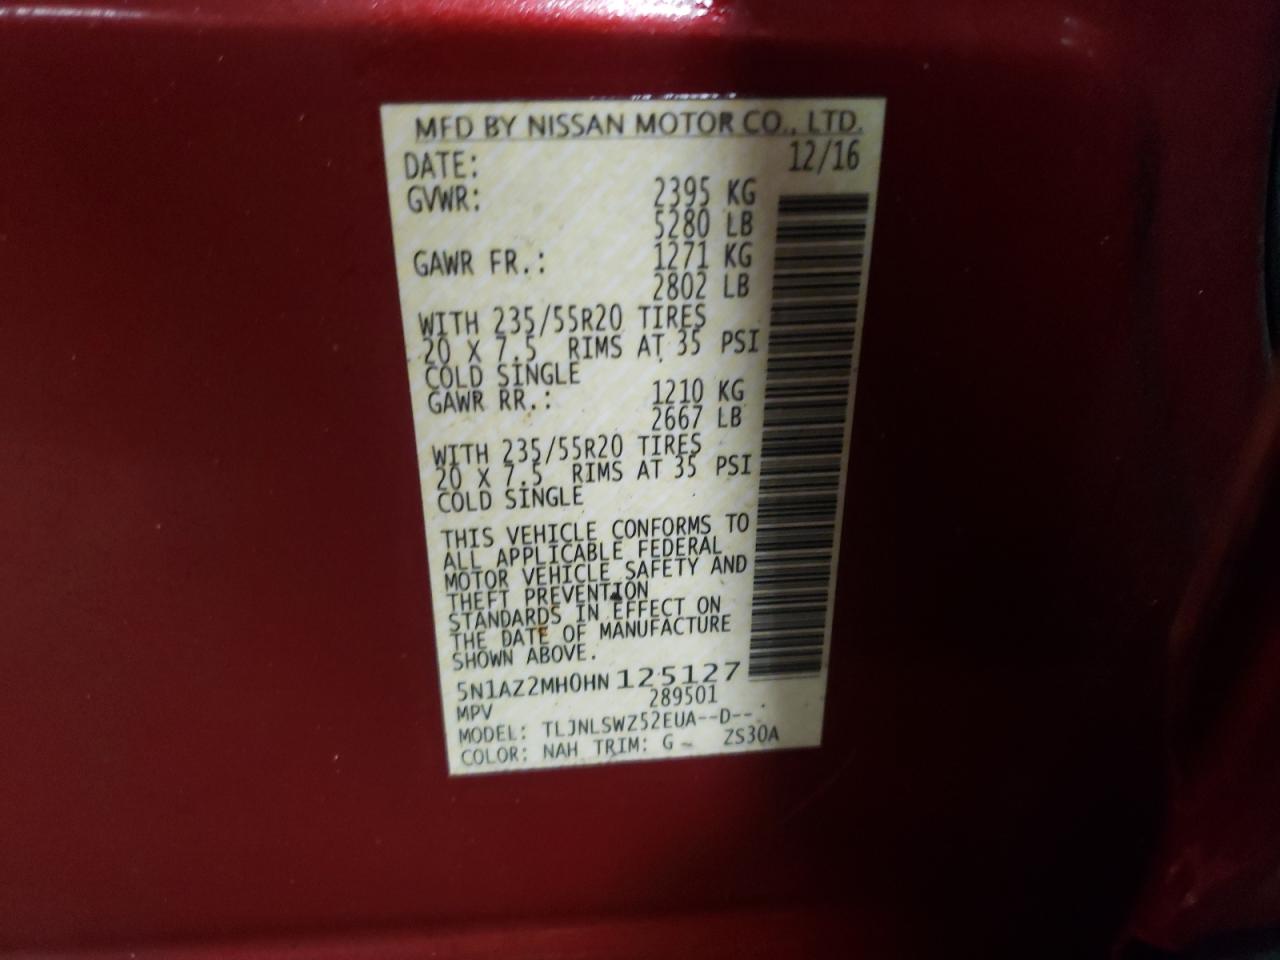 MFD BY NISSAN MOTOR CO., LTD.
DATE: 12/16
GVWR: 2395 KG
5280 LB
GAWR FR.: 1271 KG
2802 LB
WITH 235/55R20 TIRES
20 X 7.5 RIMS AT 35 PSI
COLD SINGLE
GAWR RR.: 1210 KG
2667 LB
WITH 235/55R20 TIRES
20 X 7.5 RIMS AT 35 PSI
COLD SINGLE
THIS VEHICLE CONFORMS TO
ALL APPLICABLE FEDERAL
MOTOR VEHICLE SAFETY AND
THEFT PREVENTION
STANDARDS IN EFFECT ON
THE DATE OF MANUFACTURE
SHOWN ABOVE.
5N1AZ2MH0HN 125127
MPV 289501
MODEL: TLJNLSWZ52EUA--D--
COLOR: NAH TRIM: G ZS30A